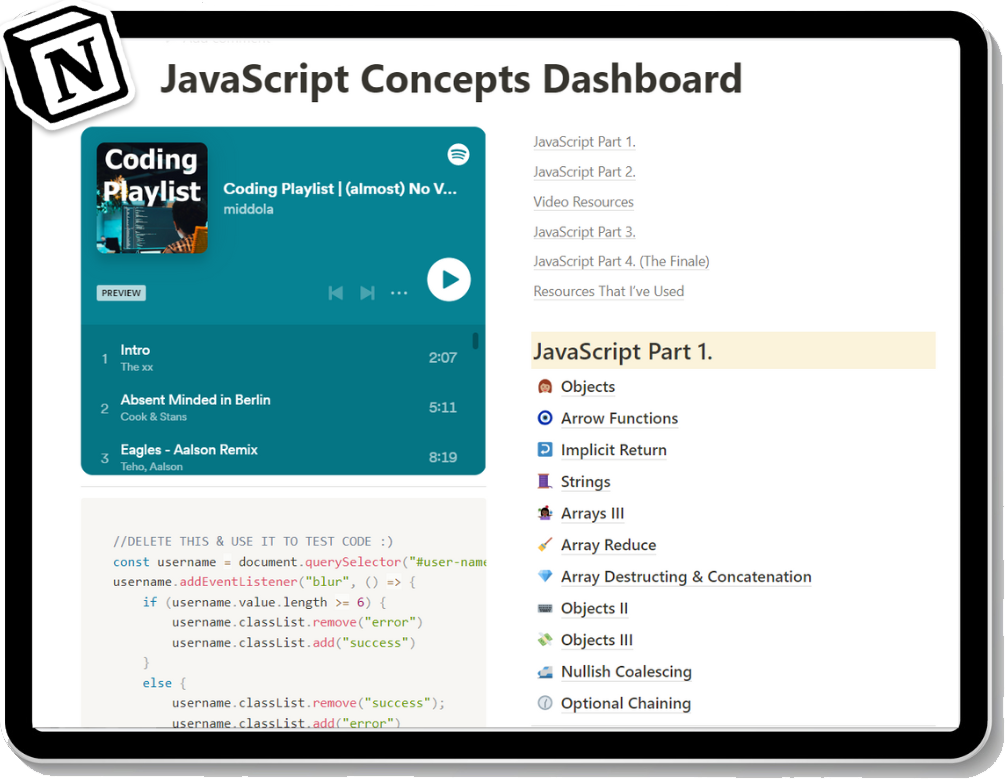 N
JavaScript Concepts Dashboard
Coding
Playlist
Coding Playlist | (almost) No V...
middola
PREVIEW
1 Intro 2:07
The xx
2 Absent Minded in Berlin 5:11
Cook & Stans
3 Eagles - Aalson Remix 8:19
Teho, Aalson
//DELETE THIS & USE IT TO TEST CODE :)
const username = document.querySelector("#user-name
username.addEventListener("blur", () => {
if (username.value.length >= 6) {
username.classList.remove("error")
username.classList.add("success")
}
else {
username.classList.remove("success");
username.classList.add("error")
JavaScript Part 1.
JavaScript Part 2.
Video Resources
JavaScript Part 3.
JavaScript Part 4. (The Finale)
Resources That I've Used
JavaScript Part 1.
Objects
Arrow Functions
Implicit Return
Strings
Arrays III
Array Reduce
Array Destructing & Concatenation
Objects II
Objects III
Nullish Coalescing
Optional Chaining